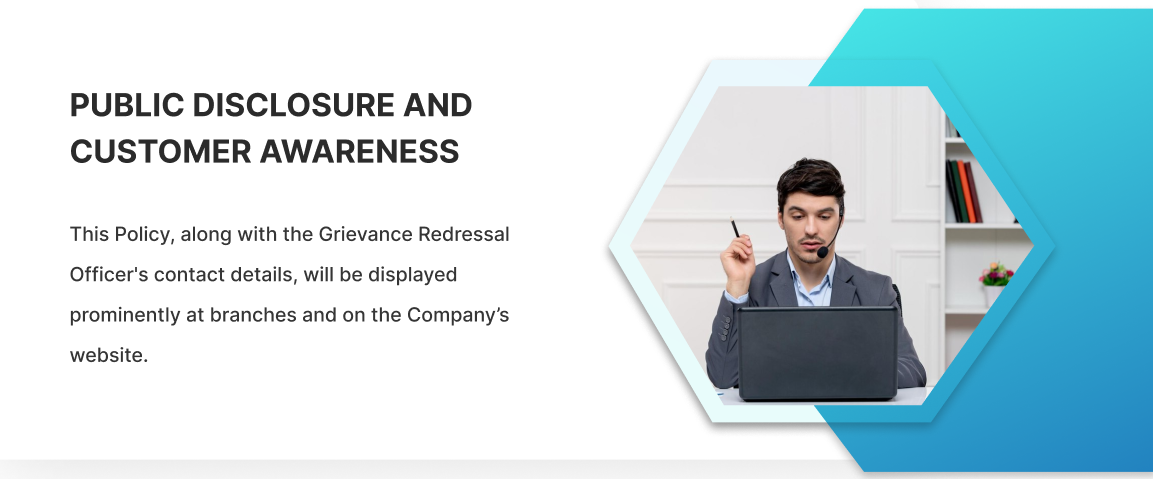 PUBLIC DISCLOSURE AND
CUSTOMER AWARENESS
This Policy, along with the Grievance Redressal
Officer's contact details, will be displayed
prominently at branches and on the Company’s
website.